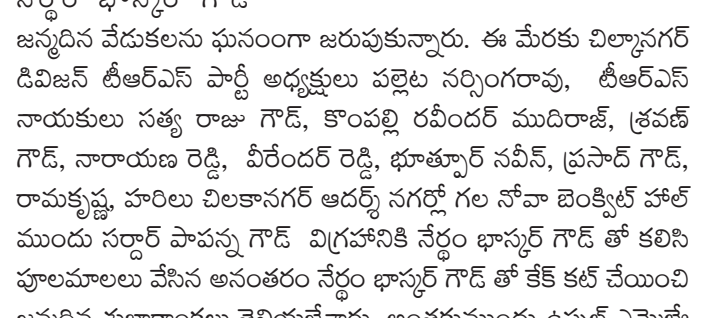 జన్మదిన వేడుకలను ఘనంంగా జరుపుకున్నారు. ఈ మేరకు చిల్కానగర్
డివిజన్ టీఆర్ఎస్ పార్టీ అధ్యక్షులు పల్లెట నర్సింగరావు, టీఆర్ఎస్
నాయకులు సత్య రాజు గౌడ్, కొంపల్లి రవీందర్ ముదిరాజ్, శ్రవణ్
గౌడ్, నారాయణ రెడ్డి, వీరేందర్ రెడ్డి, భూత్పూర్ నవీన్, ప్రసాద్ గౌడ్,
రామకృష్ణ, హరిలు చిలకానగర్ ఆదర్శ్ నగర్లో గల నోవా బెంక్విట్ హాల్
ముందు సర్దార్ పాపన్న గౌడ్ విగ్రహానికి నేర్ధం భాస్కర్ గౌడ్ తో కలిసి
పూలమాలలు వేసిన అనంతరం నేర్ధం భాస్కర్ గౌడ్ తో కేక్ కట్ చేయించి